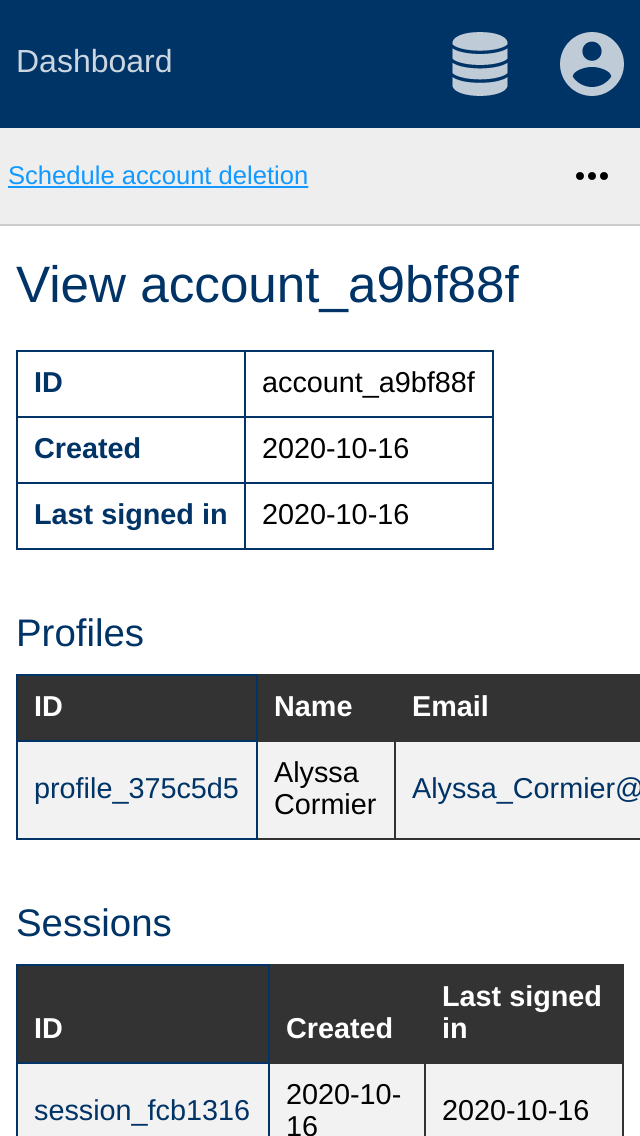 Dashboard
Schedule account deletion
View account_a9bf88f
ID account_a9bf88f
Created 2020-10-16
Last signed in 2020-10-16
Profiles
ID Name Email
profile_375c5d5 Alyssa Cormier Alyssa_Cormier@
Sessions
ID Created Last signed in
session_fcb1316 2020-10-16 2020-10-16